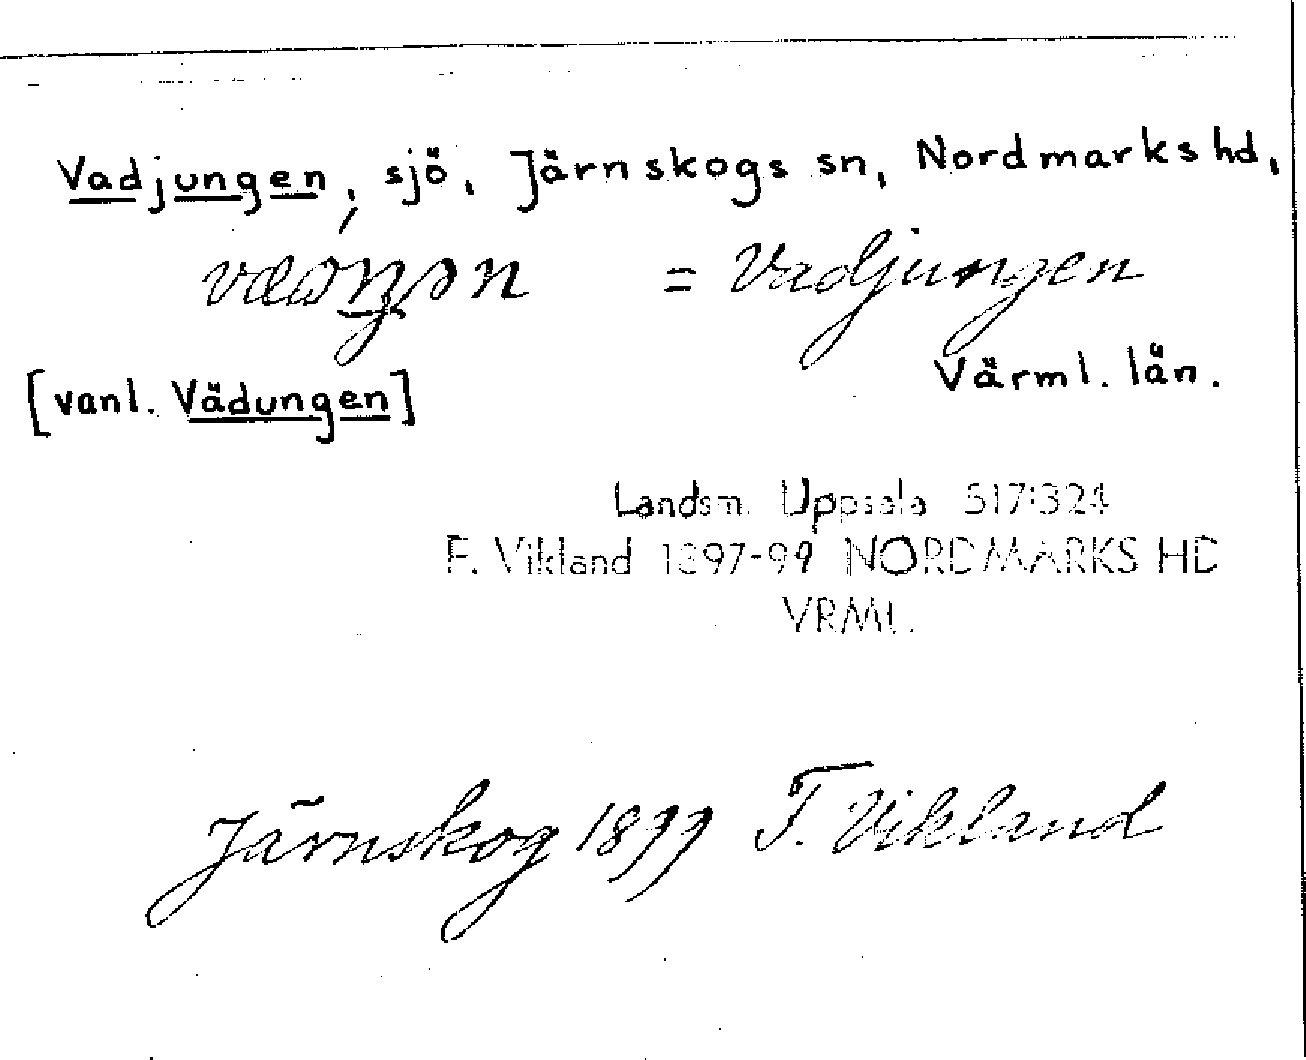 Vadjungen, sjö, Järnskogs sn, Nordmarks hd,
= Vadjungen
Värml. län.
[vanl. Vädungen]
Landsm. Uppsala 517:324
F. Vikland 1897-99 NORDMARKS HD
VRML.
Järnskog 1899 F. Vikland